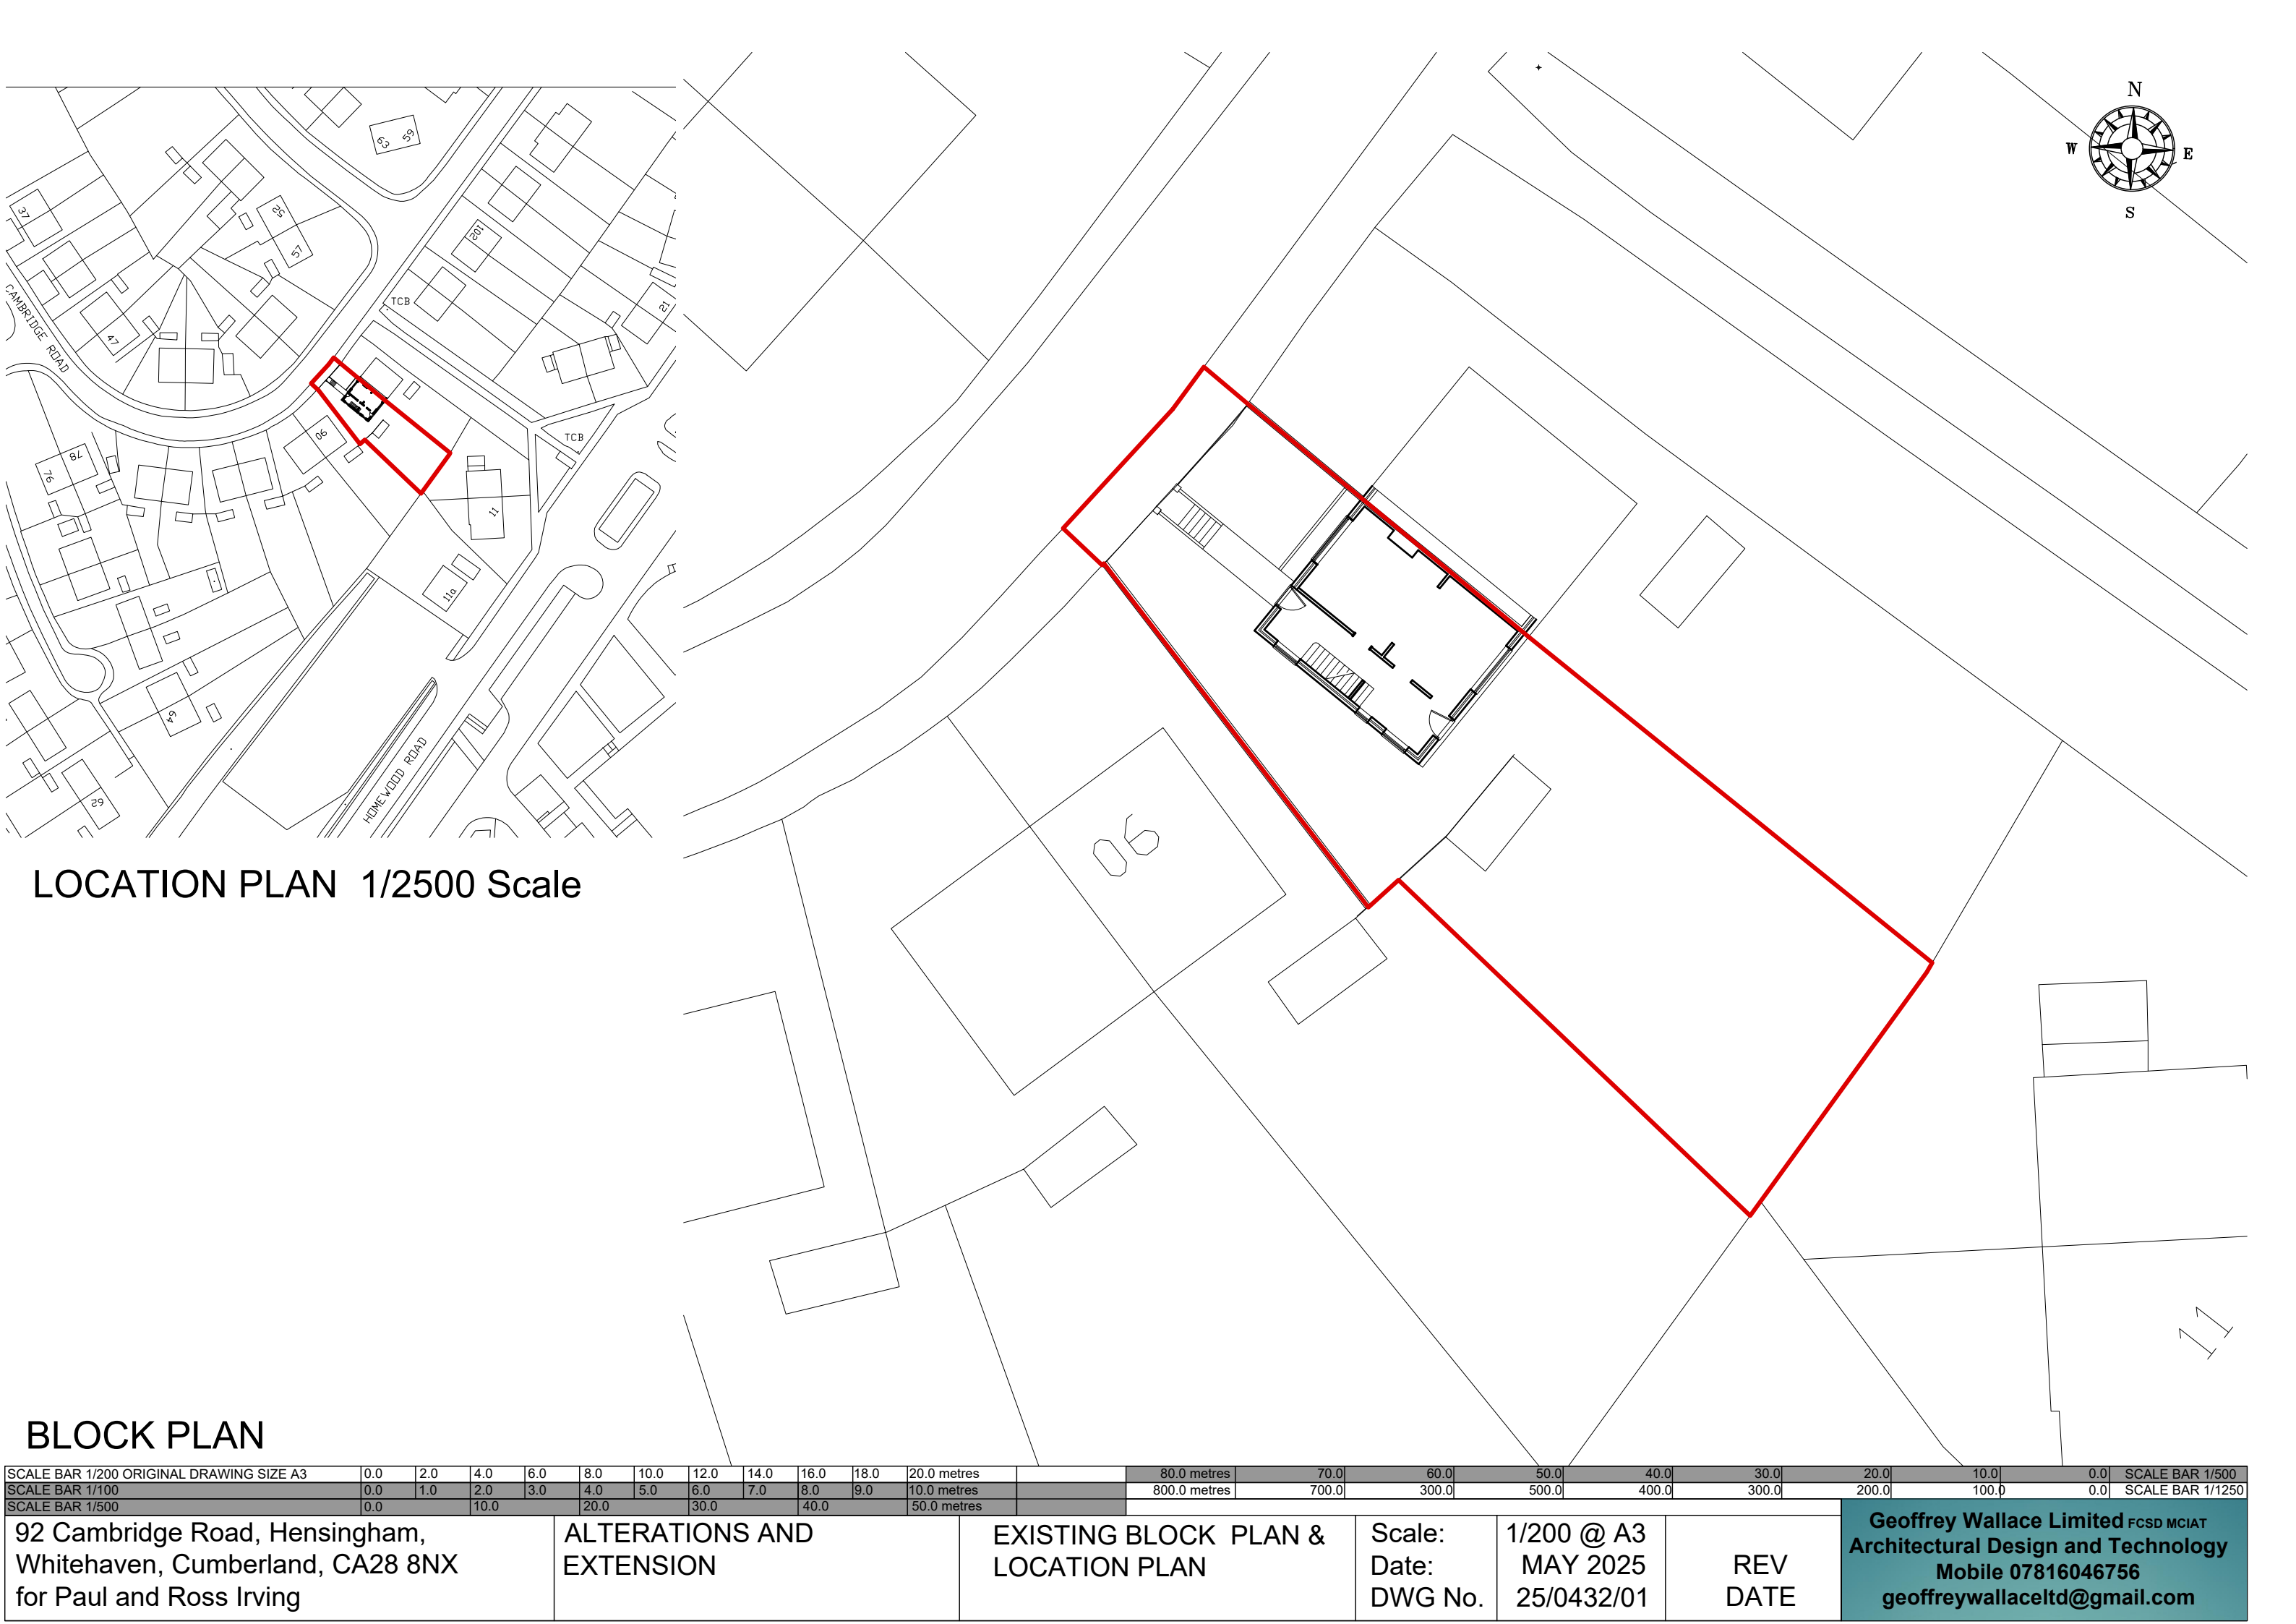 N
W
E
S
63
59
37
55
57
47
CAMBRIDGE ROAD
101
TCB
21
90
TCB
78
76
11
11a
64
62
HOMEWOOD ROAD
90
11
LOCATION PLAN 1/2500 Scale
BLOCK PLAN
SCALE BAR 1/200 ORIGINAL DRAWING SIZE A3 0.0 2.0 4.0 6.0 8.0 10.0 12.0 14.0 16.0 18.0 20.0 metres
SCALE BAR 1/100 0.0 1.0 2.0 3.0 4.0 5.0 6.0 7.0 8.0 9.0 10.0 metres
SCALE BAR 1/500 0.0 10.0 20.0 30.0 40.0 50.0 metres
80.0 metres 70.0 60.0 50.0 40.0 30.0 20.0 10.0 0.0 SCALE BAR 1/500
800.0 metres 700.0 300.0 500.0 400.0 300.0 200.0 100.0 0.0 SCALE BAR 1/1250
92 Cambridge Road, Hensingham,
Whitehaven, Cumberland, CA28 8NX
for Paul and Ross Irving
ALTERATIONS AND
EXTENSION
EXISTING BLOCK PLAN &
LOCATION PLAN
Scale: 1/200 @ A3
Date: MAY 2025
DWG No. 25/0432/01
REV
DATE
Geoffrey Wallace Limited FCSD MCIAT
Architectural Design and Technology
Mobile 07816046756
geoffreywallaceltd@gmail.com